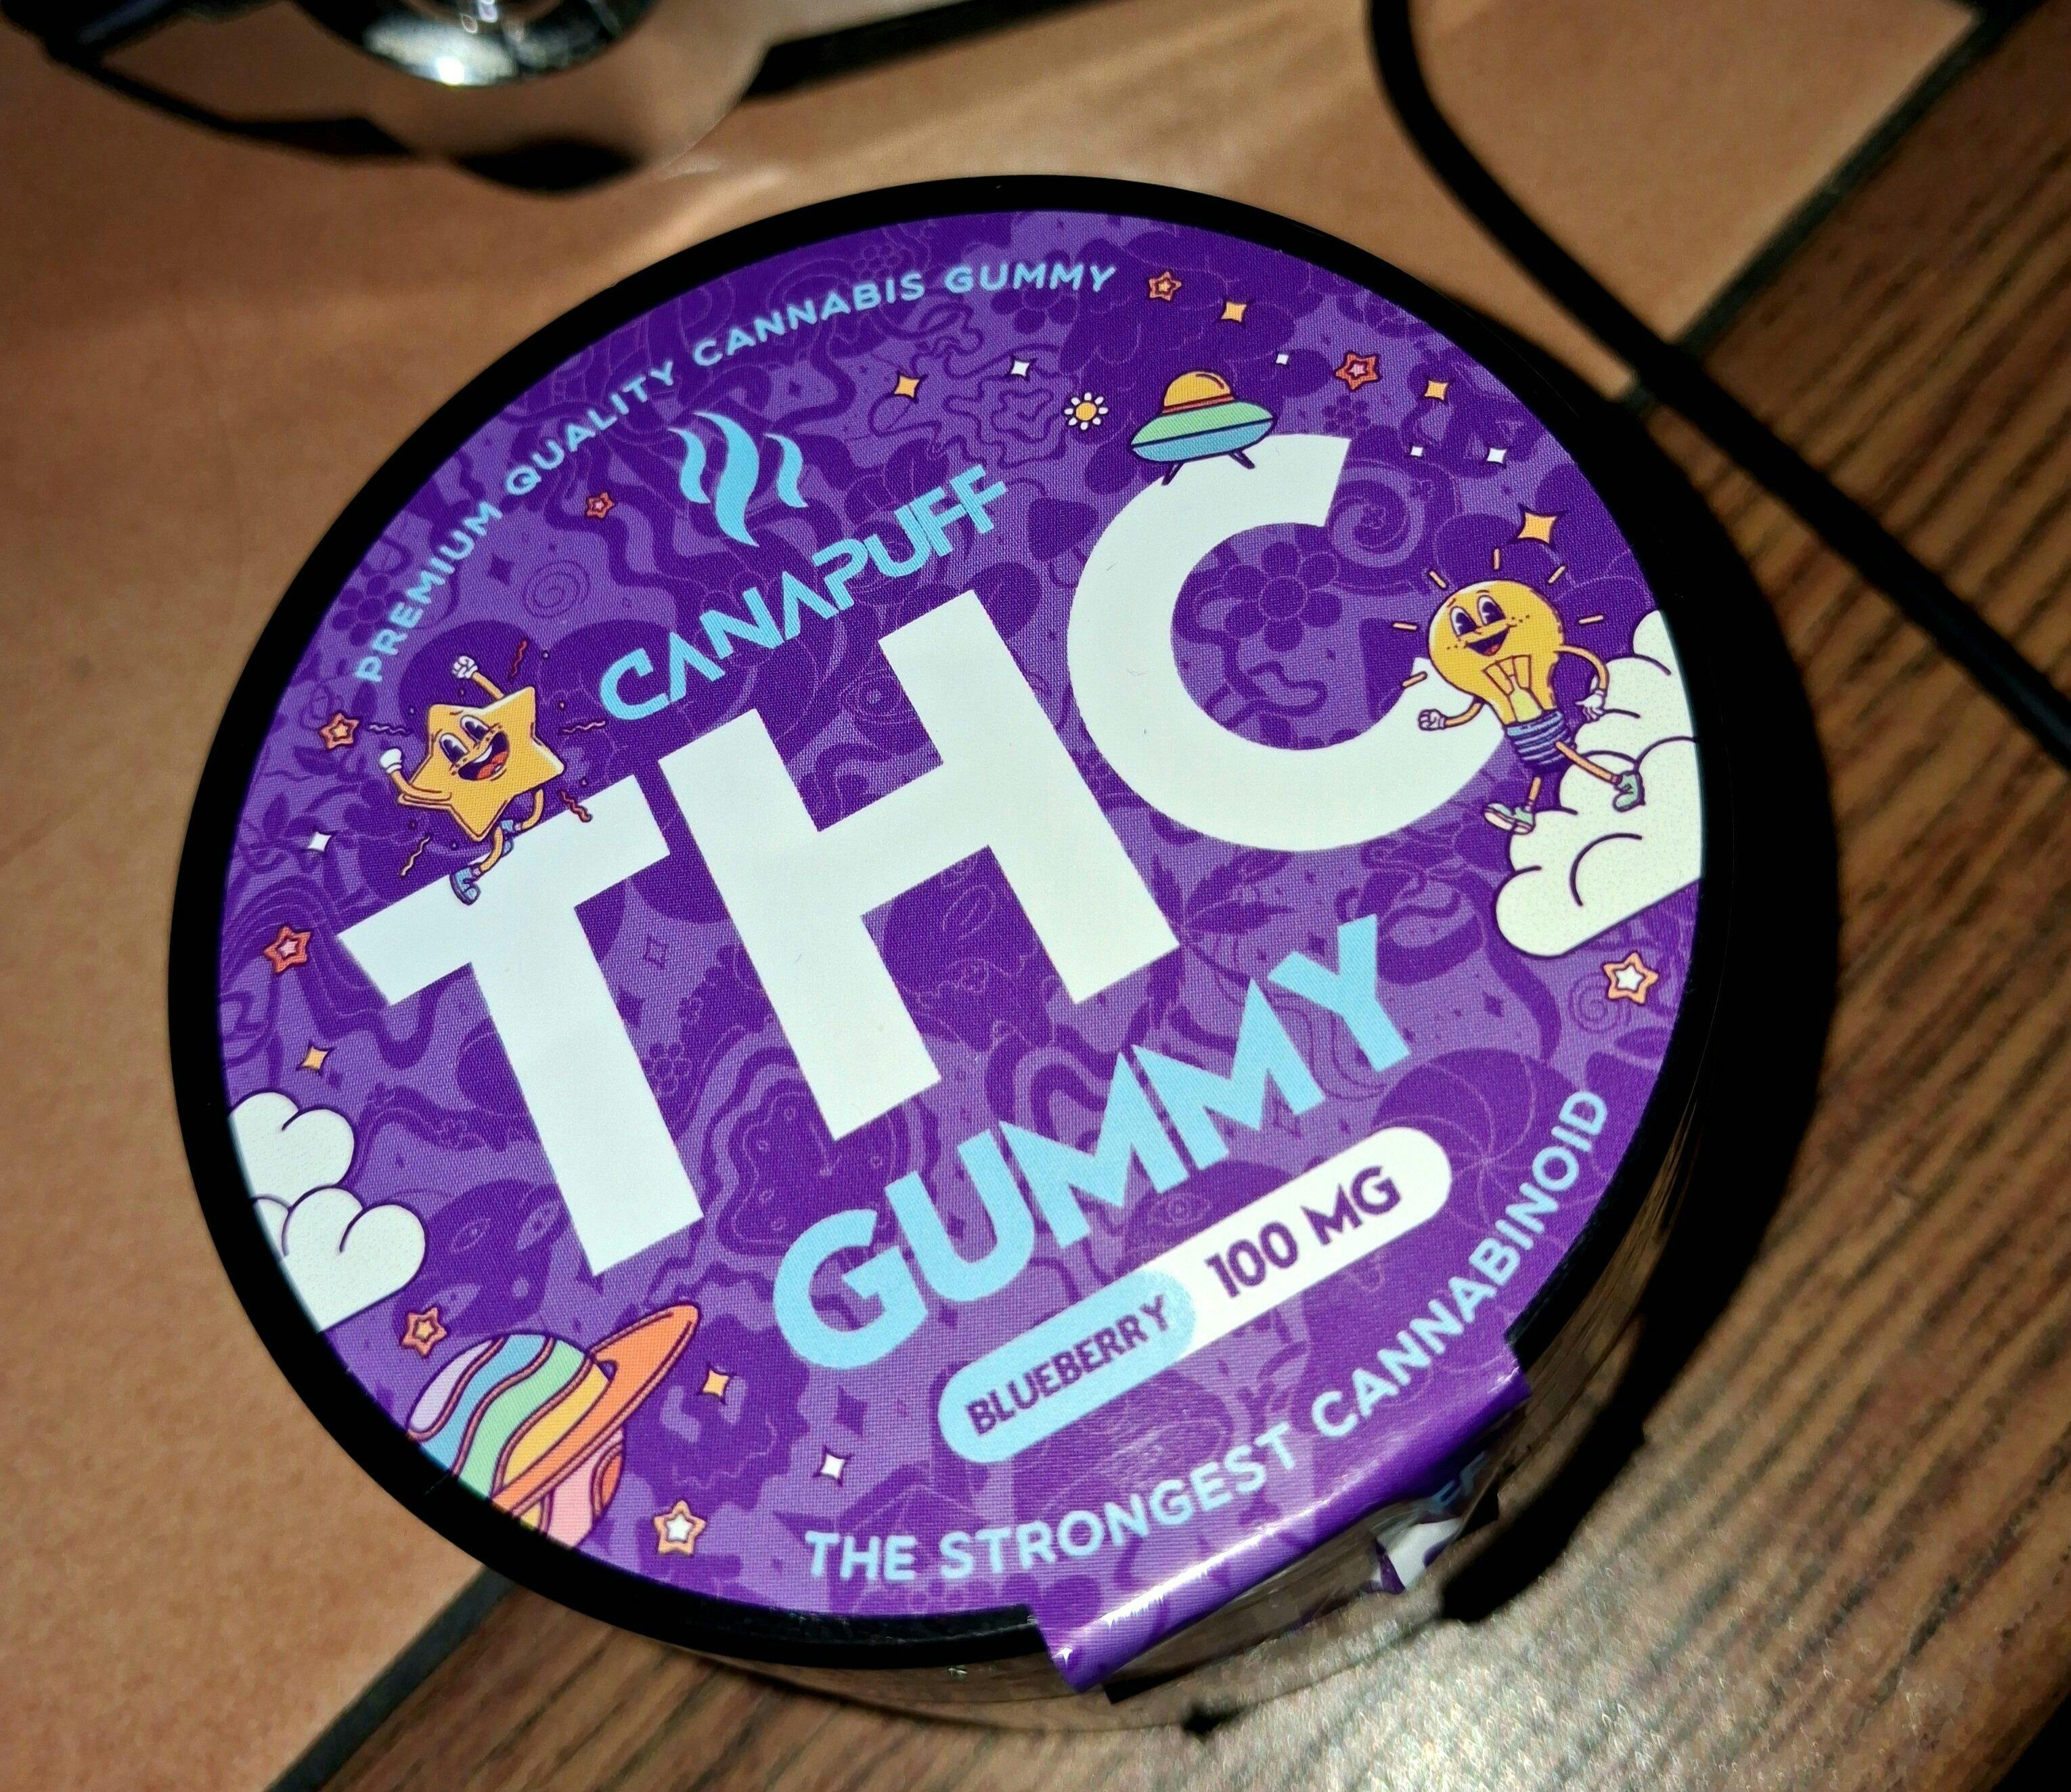 PREMIUM QUALITY CANNABIS GUMMY
CANAPUFF
THC
GUMMY
BLUEBERRY 100 MG
THE STRONGEST CANNABINOID